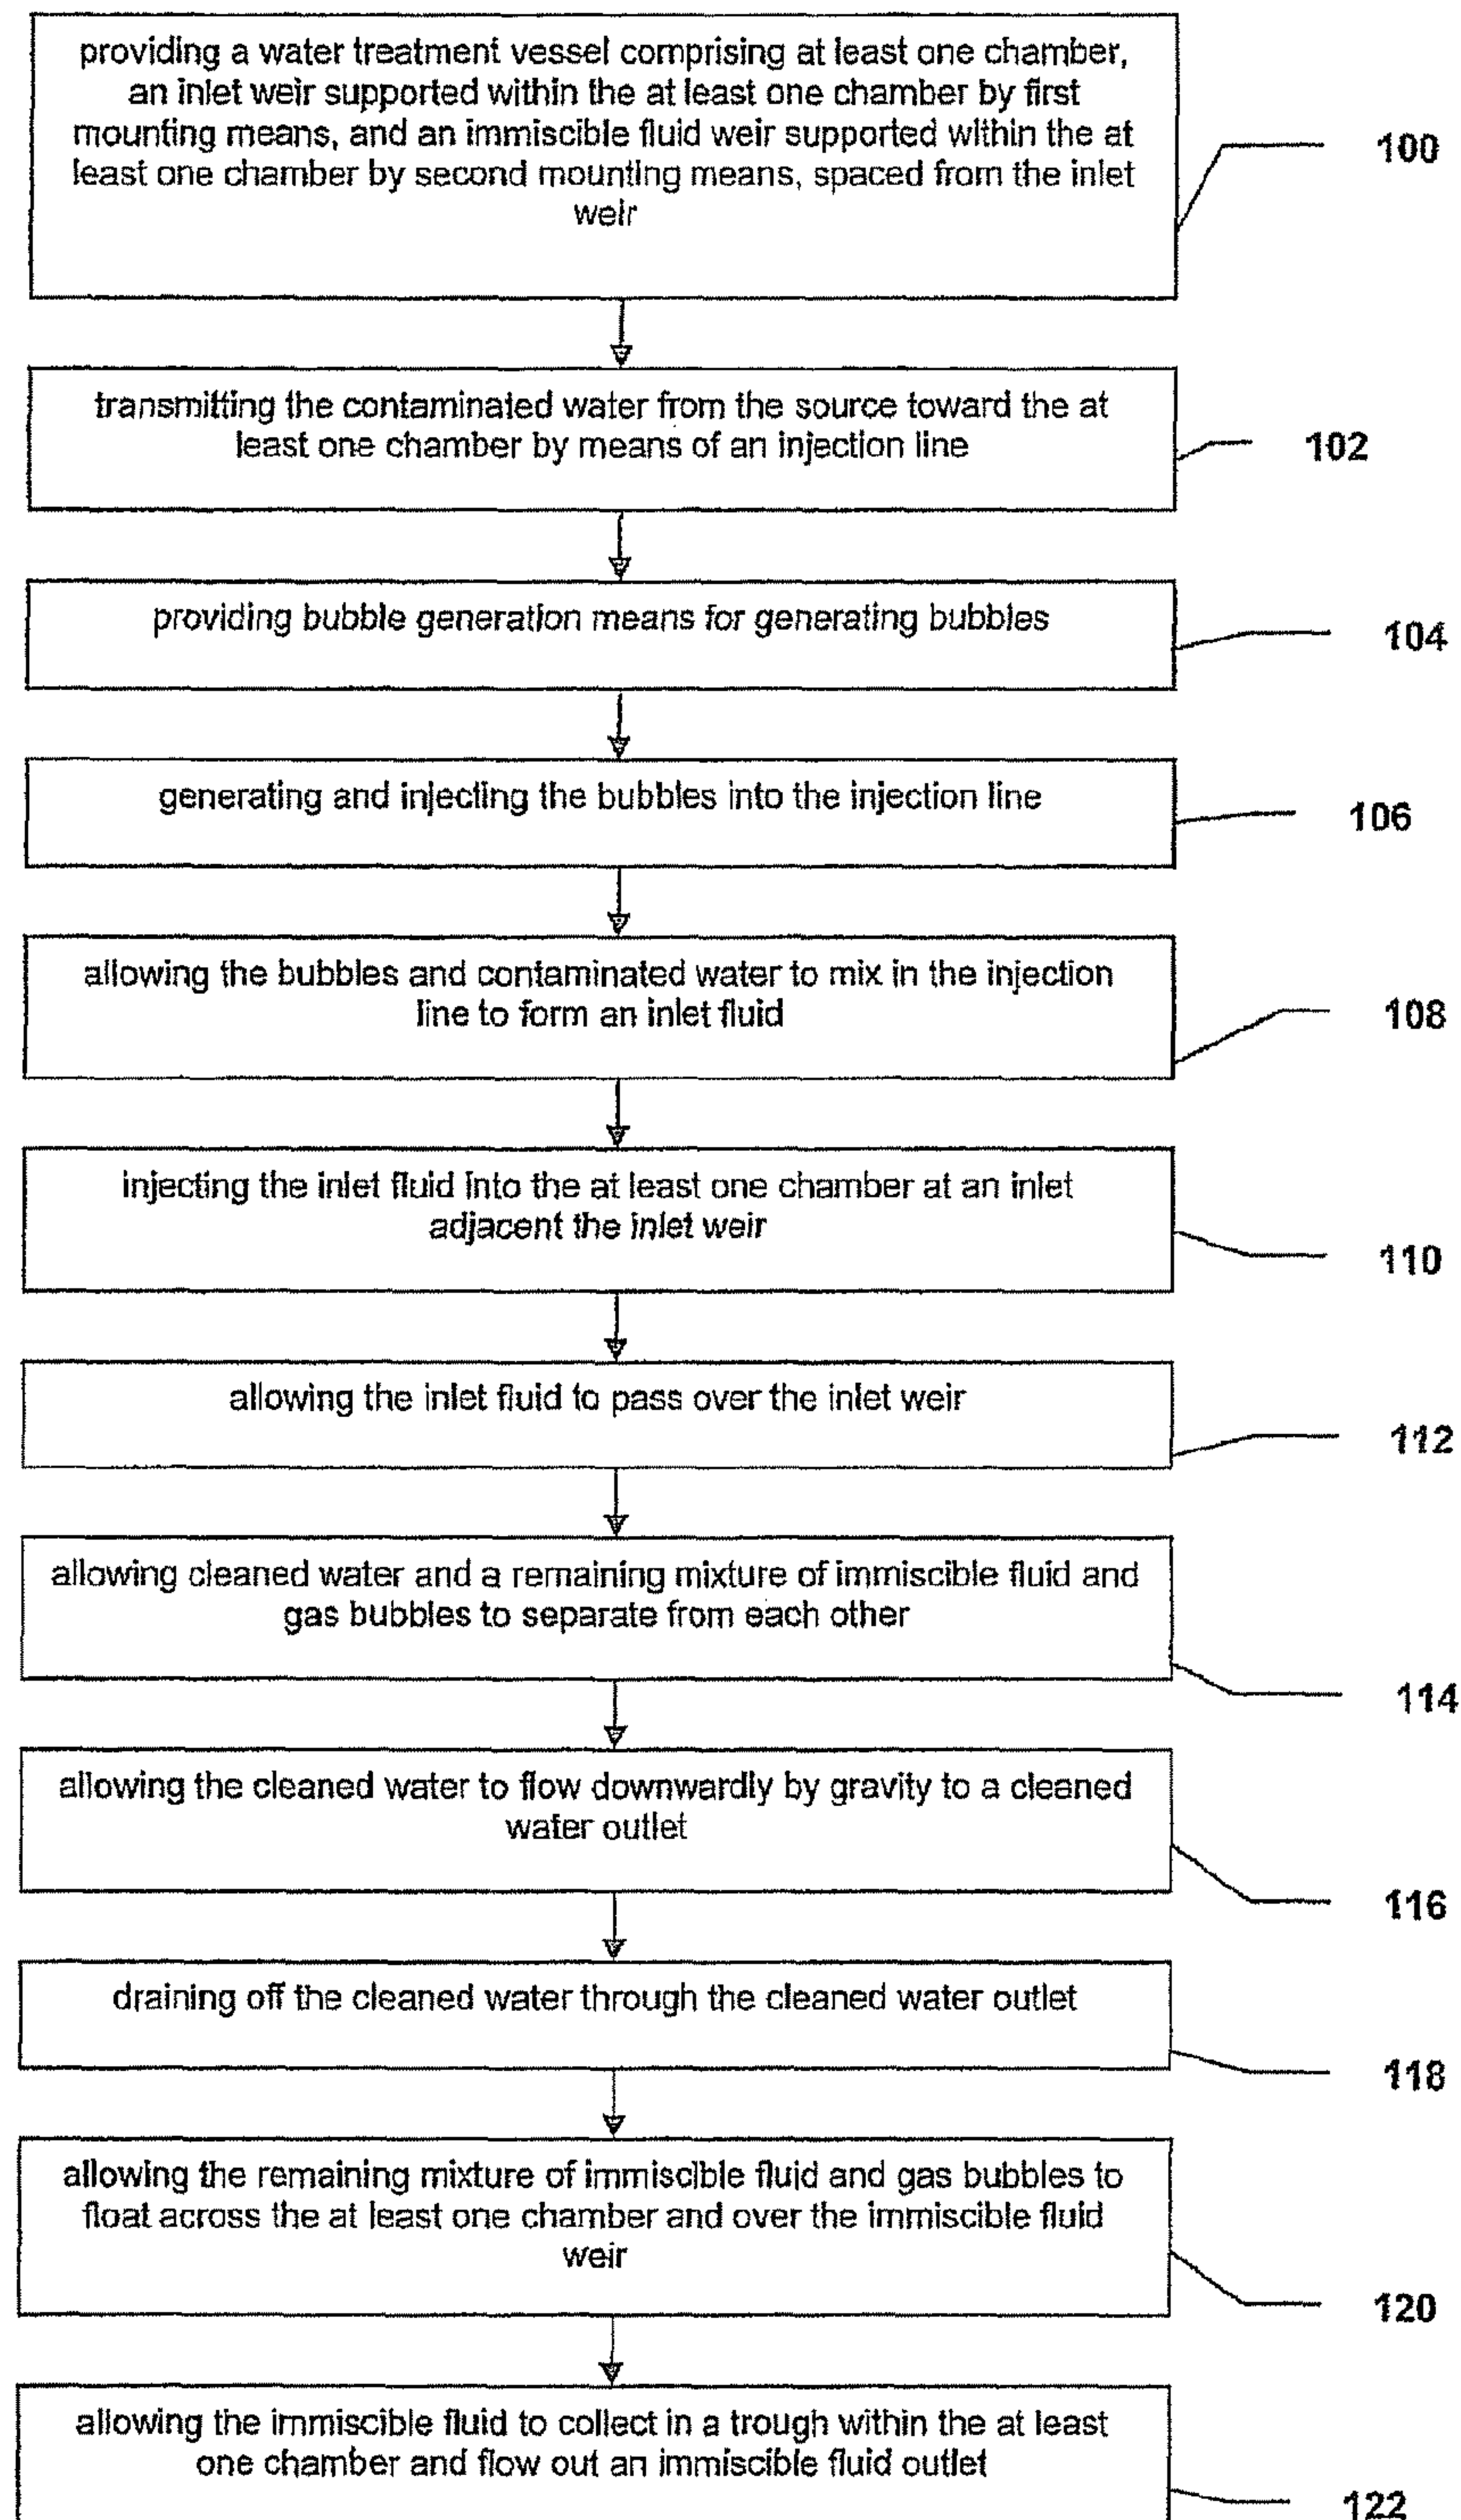 providing a water treatment vessel comprising at least one chamber,
an inlet weir supported within the at least one chamber by first
mounting means, and an immiscible fluid weir supported within the at
least one chamber by second mounting means, spaced from the inlet
weir
100
transmitting the contaminated water from the source toward the at
least one chamber by means of an injection line
102
providing bubble generation means for generating bubbles
104
generating and injecting the bubbles into the injection line
106
allowing the bubbles and contaminated water to mix in the injection
line to form an inlet fluid
108
injecting the inlet fluid into the at least one chamber at an inlet
adjacent the inlet weir
110
allowing the inlet fluid to pass over the inlet weir
112
allowing cleaned water and a remaining mixture of immiscible fluid and
gas bubbles to separate from each other
114
allowing the cleaned water to flow downwardly by gravity to a cleaned
water outlet
116
draining off the cleaned water through the cleaned water outlet
118
allowing the remaining mixture of immiscible fluid and gas bubbles to
float across the at least one chamber and over the immiscible fluid
weir
120
allowing the immiscible fluid to collect in a trough within the at least
one chamber and flow out an immiscible fluid outlet
122